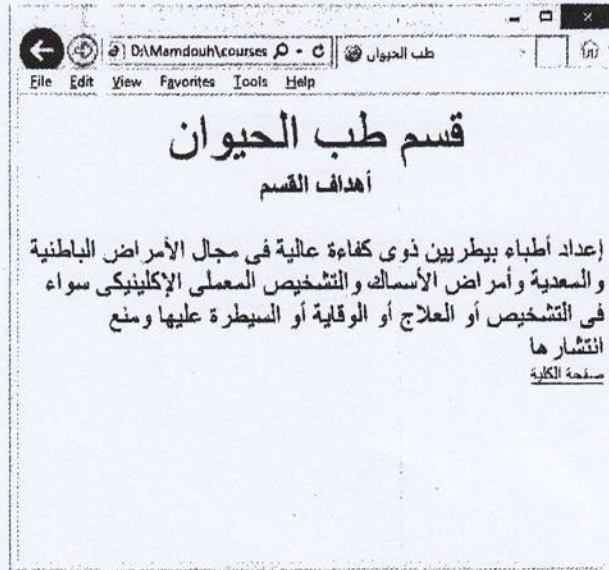 D:\Mamdouh\courses
طب الحيوان
File Edit View Favorites Tools Help
قسم طب الحيوان
أهداف القسم
إعداد أطباء بيطريين ذوى كفاءة عالية فى مجال الأمراض الباطنية
والمعدية وأمراض الأسماك والتشخيص المعملى الإكلينيكى سواء
فى التشخيص أو العلاج أو الوقاية أو السيطرة عليها ومنع
انتشارها
صفحة الكلية